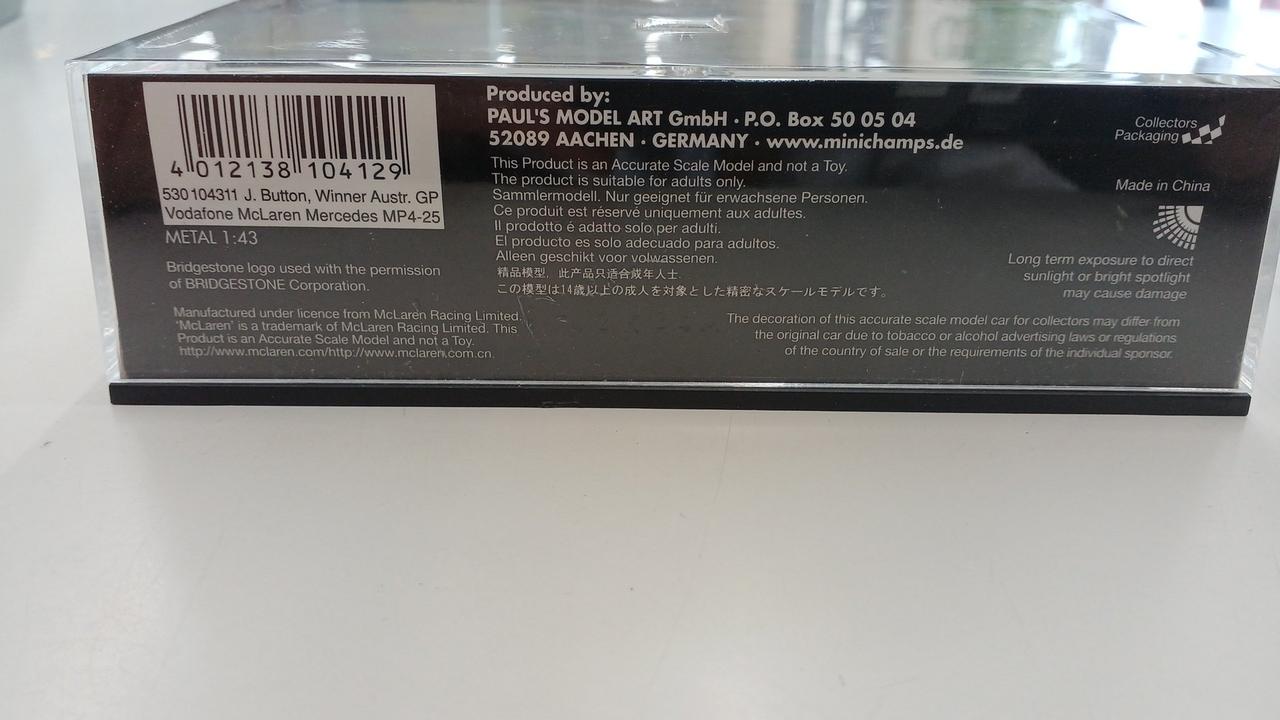 4 012138 104129
530104311 J. Button, Winner Austr. GP
Vodafone McLaren Mercedes MP4-25
METAL 1:43
Bridgestone logo used with the permission
of BRIDGESTONE Corporation.
Manufactured under licence from McLaren Racing Limited.
'McLaren' is a trademark of McLaren Racing Limited. This
Product is an Accurate Scale Model and not a Toy.
http://www.mclaren.com/http://www.mclaren.com.cn.
Produced by:
PAUL'S MODEL ART GmbH · P.O. Box 50 05 04
52089 AACHEN · GERMANY · www.minichamps.de
This Product is an Accurate Scale Model and not a Toy.
The product is suitable for adults only.
Sammlermodell. Nur geeignet für erwachsene Personen.
Ce produit est réservé uniquement aux adultes.
Il prodotto é adatto solo per adulti.
El producto es solo adecuado para adultos.
Alleen geschikt voor volwassenen.
精品模型, 此产品只适合成年人士.
この模型は14歳以上の成人を対象とした精密なスケールモデルです。
Collectors
Packaging
Made in China
Long term exposure to direct
sunlight or bright spotlight
may cause damage
The decoration of this accurate scale model car for collectors may differ from
the original car due to tobacco or alcohol advertising laws or regulations
of the country of sale or the requirements of the individual sponsor.